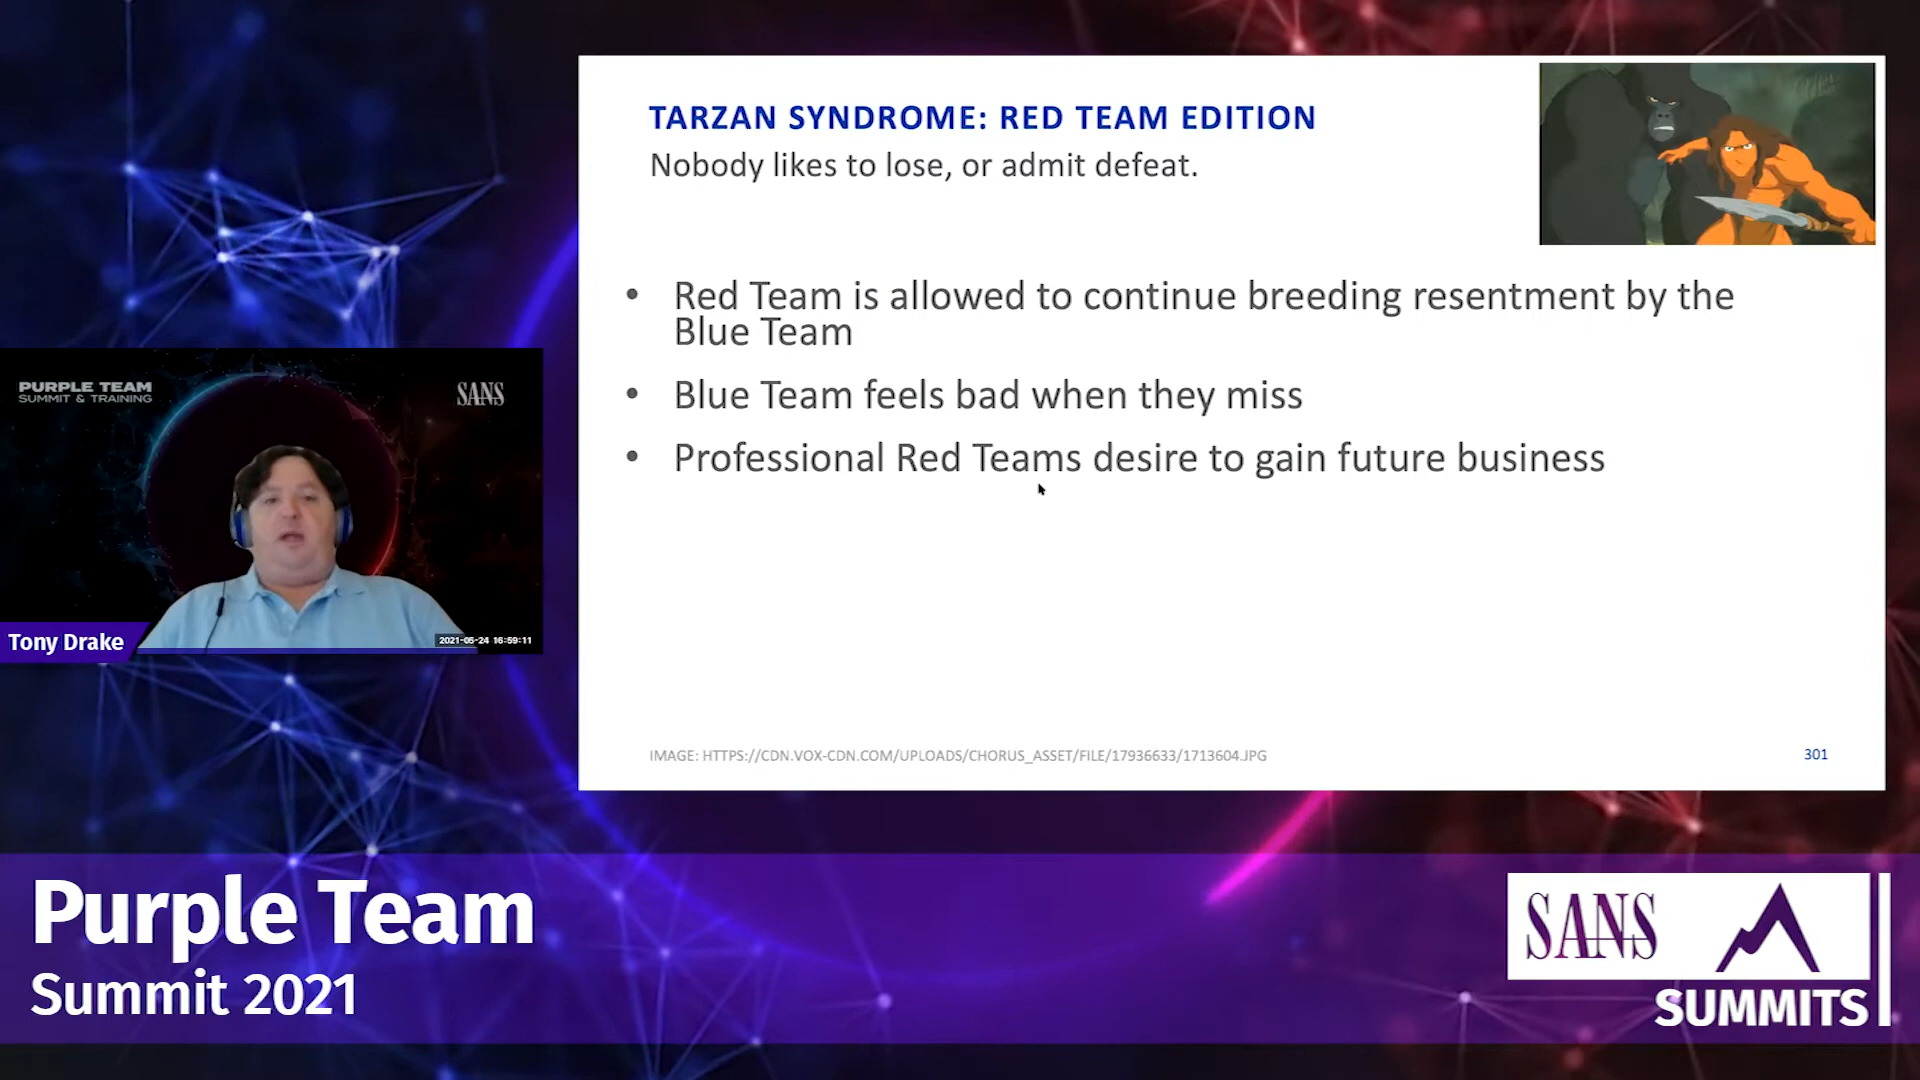 TARZAN SYNDROME: RED TEAM EDITION
Nobody likes to lose, or admit defeat.
• Red Team is allowed to continue breeding resentment by the
Blue Team
• Blue Team feels bad when they miss
• Professional Red Teams desire to gain future business
IMAGE: HTTPS://CDN.VOX-CDN.COM/UPLOADS/CHORUS_ASSET/FILE/17936633/1713604.JPG
301
PURPLE TEAM
SUMMIT & TRAINING
SANS
Tony Drake
2021-05-24 16:59:11
Purple Team
Summit 2021
SANS
SUMMITS